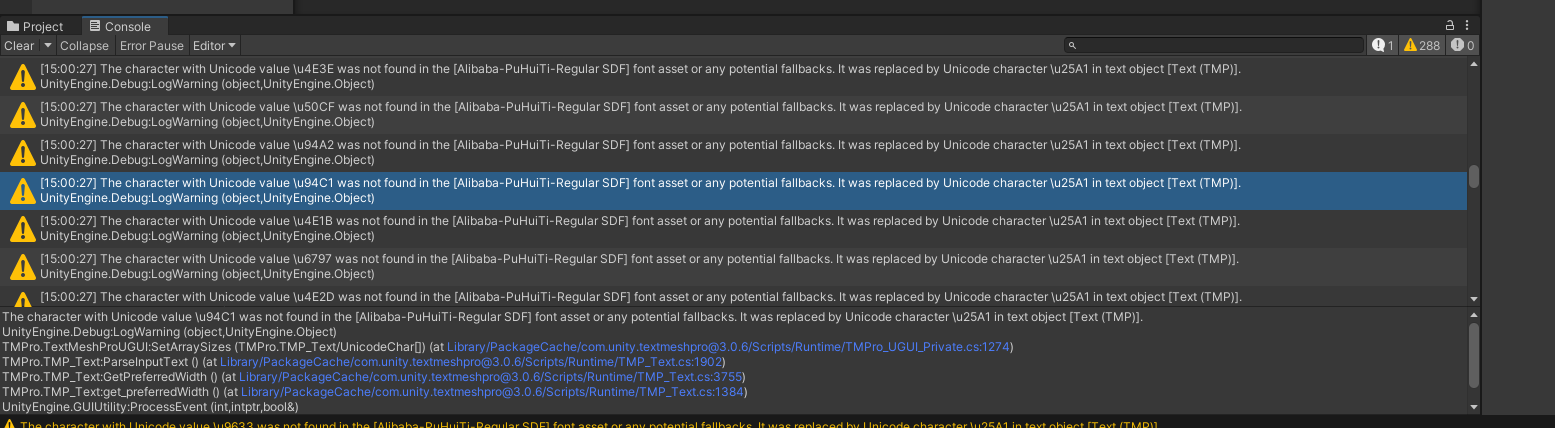 Project Console
Clear Collapse Error Pause Editor 1 288 0
[15:00:27] The character with Unicode value \u4E3E was not found in the [Alibaba-PuHuiTi-Regular SDF] font asset or any potential fallbacks. It was replaced by Unicode character \u25A1 in text object [Text (TMP)].
UnityEngine.Debug:LogWarning (object,UnityEngine.Object)
[15:00:27] The character with Unicode value \u50CF was not found in the [Alibaba-PuHuiTi-Regular SDF] font asset or any potential fallbacks. It was replaced by Unicode character \u25A1 in text object [Text (TMP)].
UnityEngine.Debug:LogWarning (object,UnityEngine.Object)
[15:00:27] The character with Unicode value \u94A2 was not found in the [Alibaba-PuHuiTi-Regular SDF] font asset or any potential fallbacks. It was replaced by Unicode character \u25A1 in text object [Text (TMP)].
UnityEngine.Debug:LogWarning (object,UnityEngine.Object)
[15:00:27] The character with Unicode value \u94C1 was not found in the [Alibaba-PuHuiTi-Regular SDF] font asset or any potential fallbacks. It was replaced by Unicode character \u25A1 in text object [Text (TMP)].
UnityEngine.Debug:LogWarning (object,UnityEngine.Object)
[15:00:27] The character with Unicode value \u4E1B was not found in the [Alibaba-PuHuiTi-Regular SDF] font asset or any potential fallbacks. It was replaced by Unicode character \u25A1 in text object [Text (TMP)].
UnityEngine.Debug:LogWarning (object,UnityEngine.Object)
[15:00:27] The character with Unicode value \u6797 was not found in the [Alibaba-PuHuiTi-Regular SDF] font asset or any potential fallbacks. It was replaced by Unicode character \u25A1 in text object [Text (TMP)].
UnityEngine.Debug:LogWarning (object,UnityEngine.Object)
[15:00:27] The character with Unicode value \u4E2D was not found in the [Alibaba-PuHuiTi-Regular SDF] font asset or any potential fallbacks. It was replaced by Unicode character \u25A1 in text object [Text (TMP)].
The character with Unicode value \u94C1 was not found in the [Alibaba-PuHuiTi-Regular SDF] font asset or any potential fallbacks. It was replaced by Unicode character \u25A1 in text object [Text (TMP)].
UnityEngine.Debug:LogWarning (object,UnityEngine.Object)
TMPro.TextMeshProUGUI:SetArraySizes (TMPro.TMP_Text/UnicodeChar[]) (at Library/PackageCache/com.unity.textmeshpro@3.0.6/Scripts/Runtime/TMPro_UGUI_Private.cs:1274)
TMPro.TMP_Text:ParseInputText () (at Library/PackageCache/com.unity.textmeshpro@3.0.6/Scripts/Runtime/TMP_Text.cs:1902)
TMPro.TMP_Text:GetPreferredWidth () (at Library/PackageCache/com.unity.textmeshpro@3.0.6/Scripts/Runtime/TMP_Text.cs:3755)
TMPro.TMP_Text:get_preferredWidth () (at Library/PackageCache/com.unity.textmeshpro@3.0.6/Scripts/Runtime/TMP_Text.cs:1384)
UnityEngine.GUIUtility:ProcessEvent (int,intptr,bool&)
The character with Unicode value \u9633 was not found in the [Alibaba-PuHuiTi-Regular SDF] font asset or any potential fallbacks. It was replaced by Unicode character \u25A1 in text object [Text (TMP)].